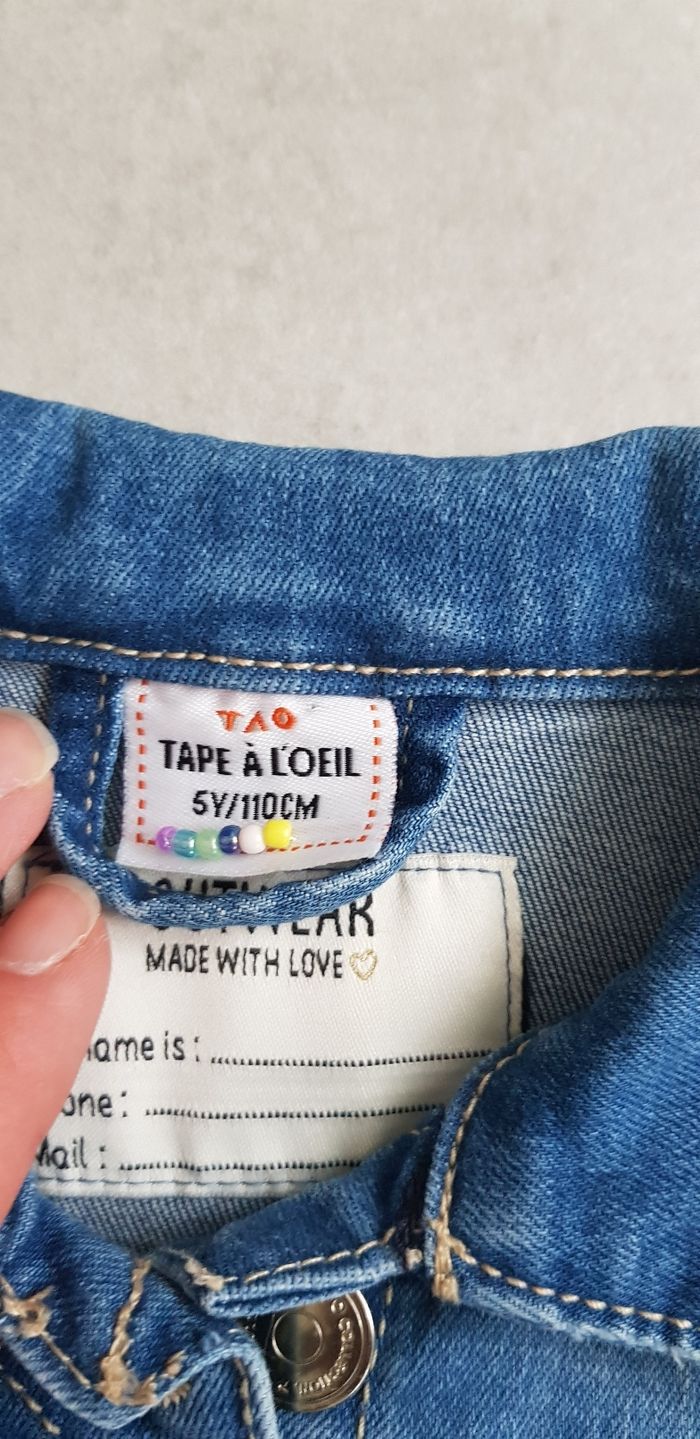 TAO
TAPE À L'OEIL
5Y/110CM
MADE WITH LOVE
name is :
one :
Mail :